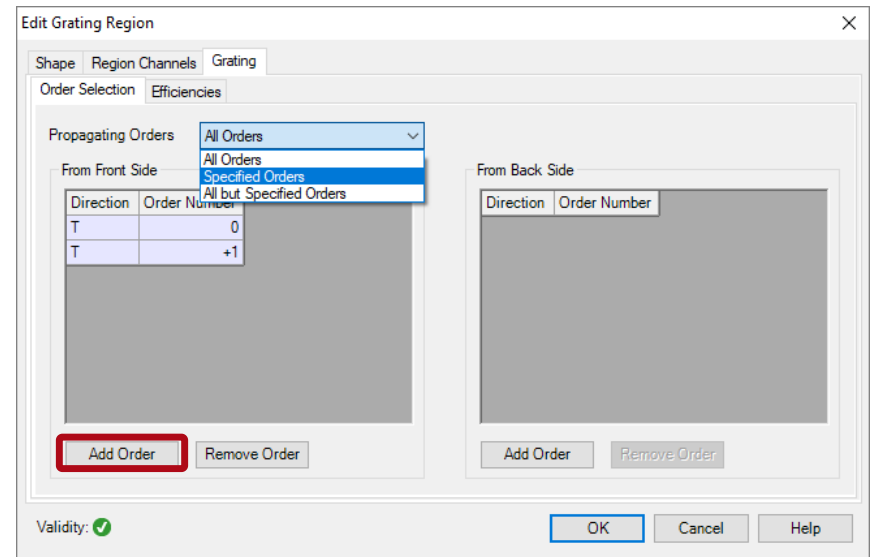 Edit Grating Region
Shape Region Channels Grating
Order Selection Efficiencies
Propagating Orders All Orders
All Orders
Specified Orders
All but Specified Orders
From Front Side
Direction Order Number
T 0
T +1
Add Order Remove Order
From Back Side
Direction Order Number
Add Order Remove Order
Validity:
OK Cancel Help